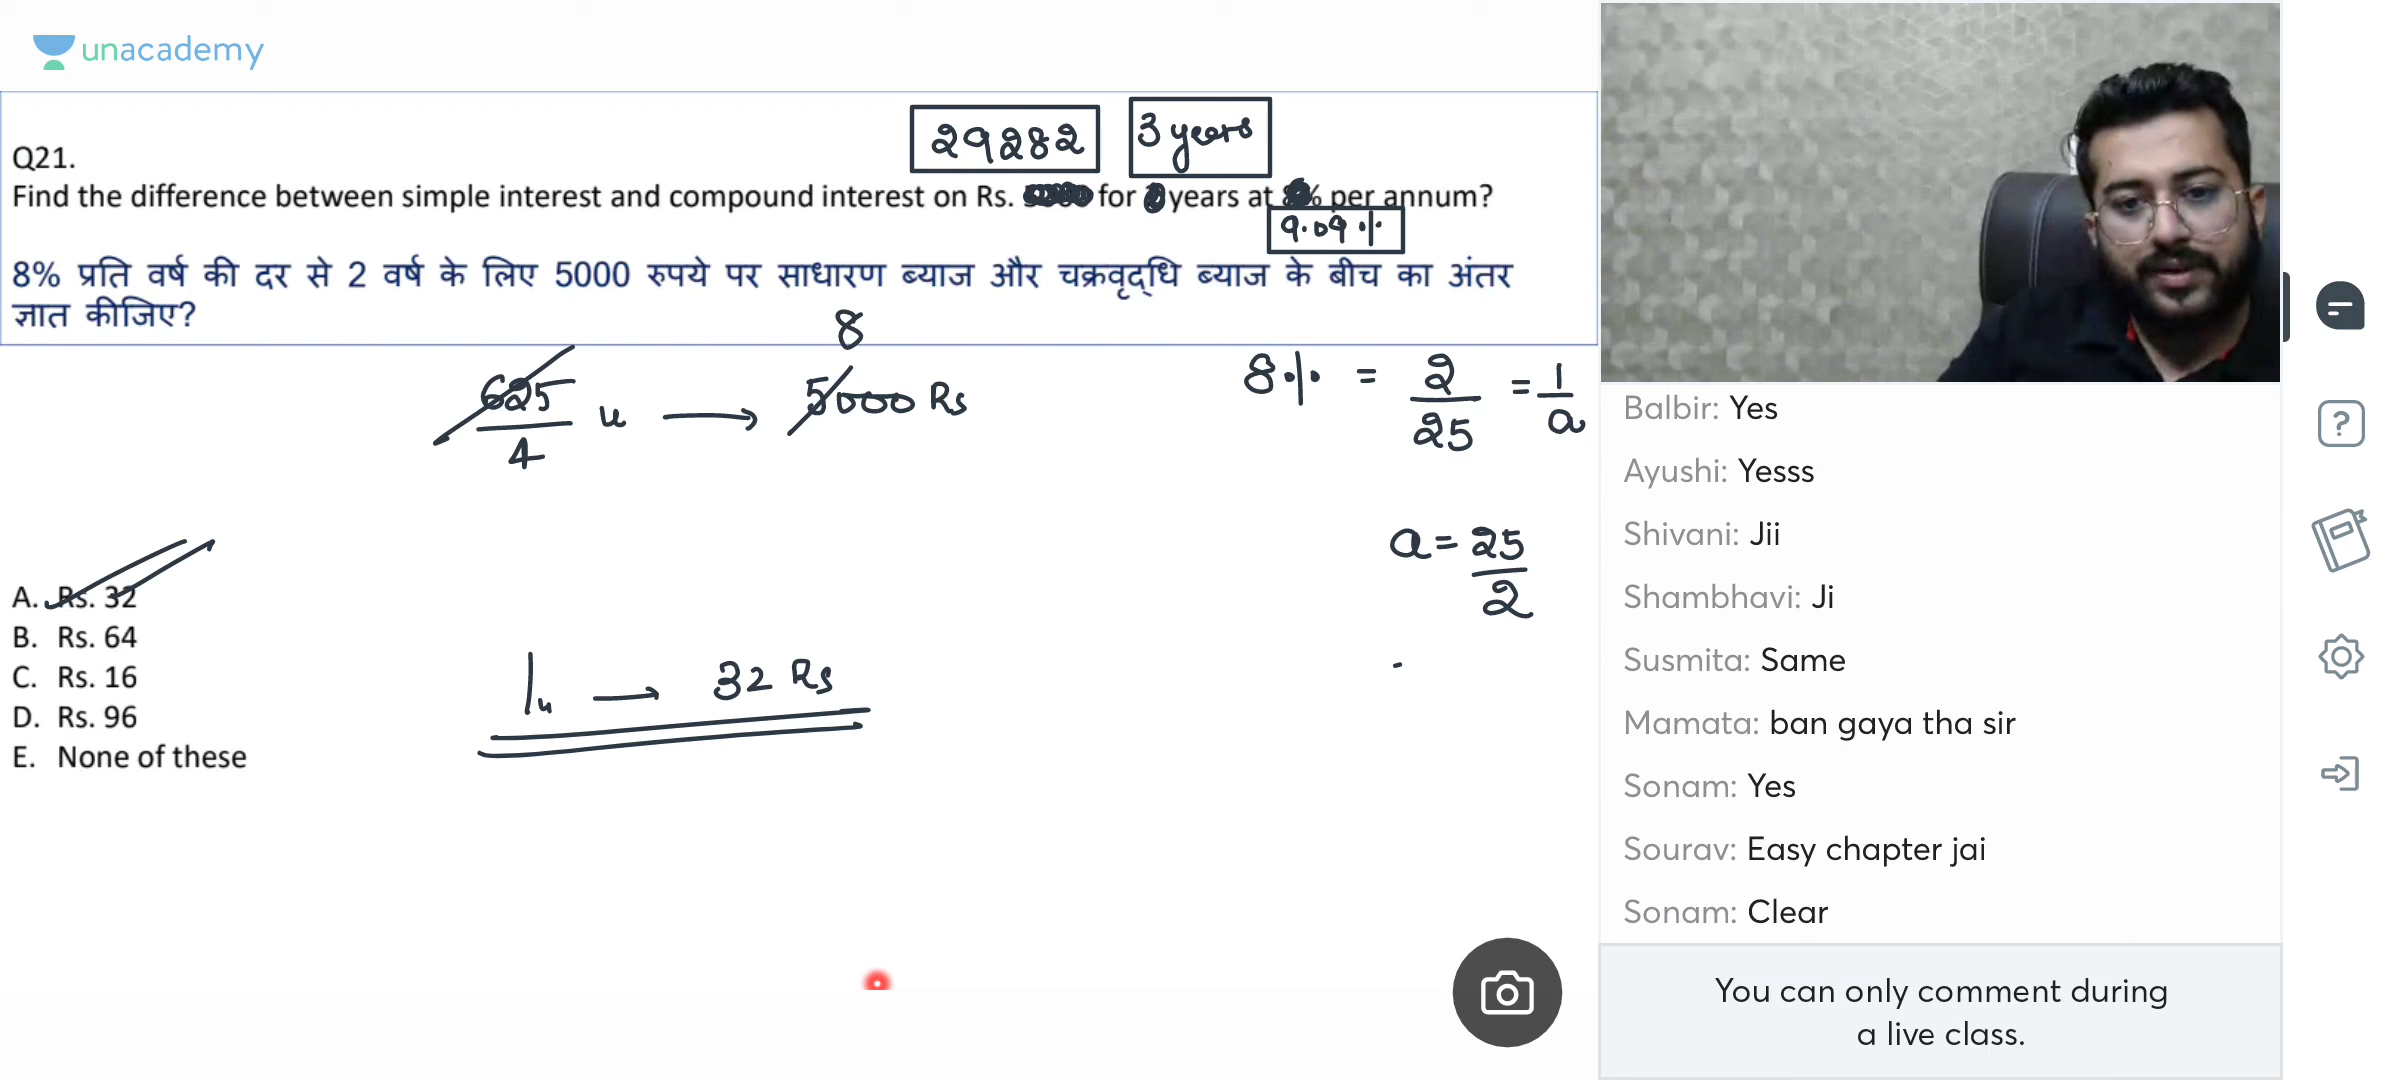 unacademy
29282
3 years
Q21.
Find the difference between simple interest and compound interest on Rs. for years at % per annum?
9.09%
8% प्रति वर्ष की दर से 2 वर्ष के लिए 5000 रुपये पर साधारण ब्याज और चक्रवृद्धि ब्याज के बीच का अंतर
ज्ञात कीजिए?
8
625/4 u → 5000 Rs
8% = 2/25 = 1/a
a = 25/2
A. Rs. 32
B. Rs. 64
C. Rs. 16
D. Rs. 96
E. None of these
1u → 32 Rs
Balbir: Yes
Ayushi: Yesss
Shivani: Jii
Shambhavi: Ji
Susmita: Same
Mamata: ban gaya tha sir
Sonam: Yes
Sourav: Easy chapter jai
Sonam: Clear
You can only comment during
a live class.